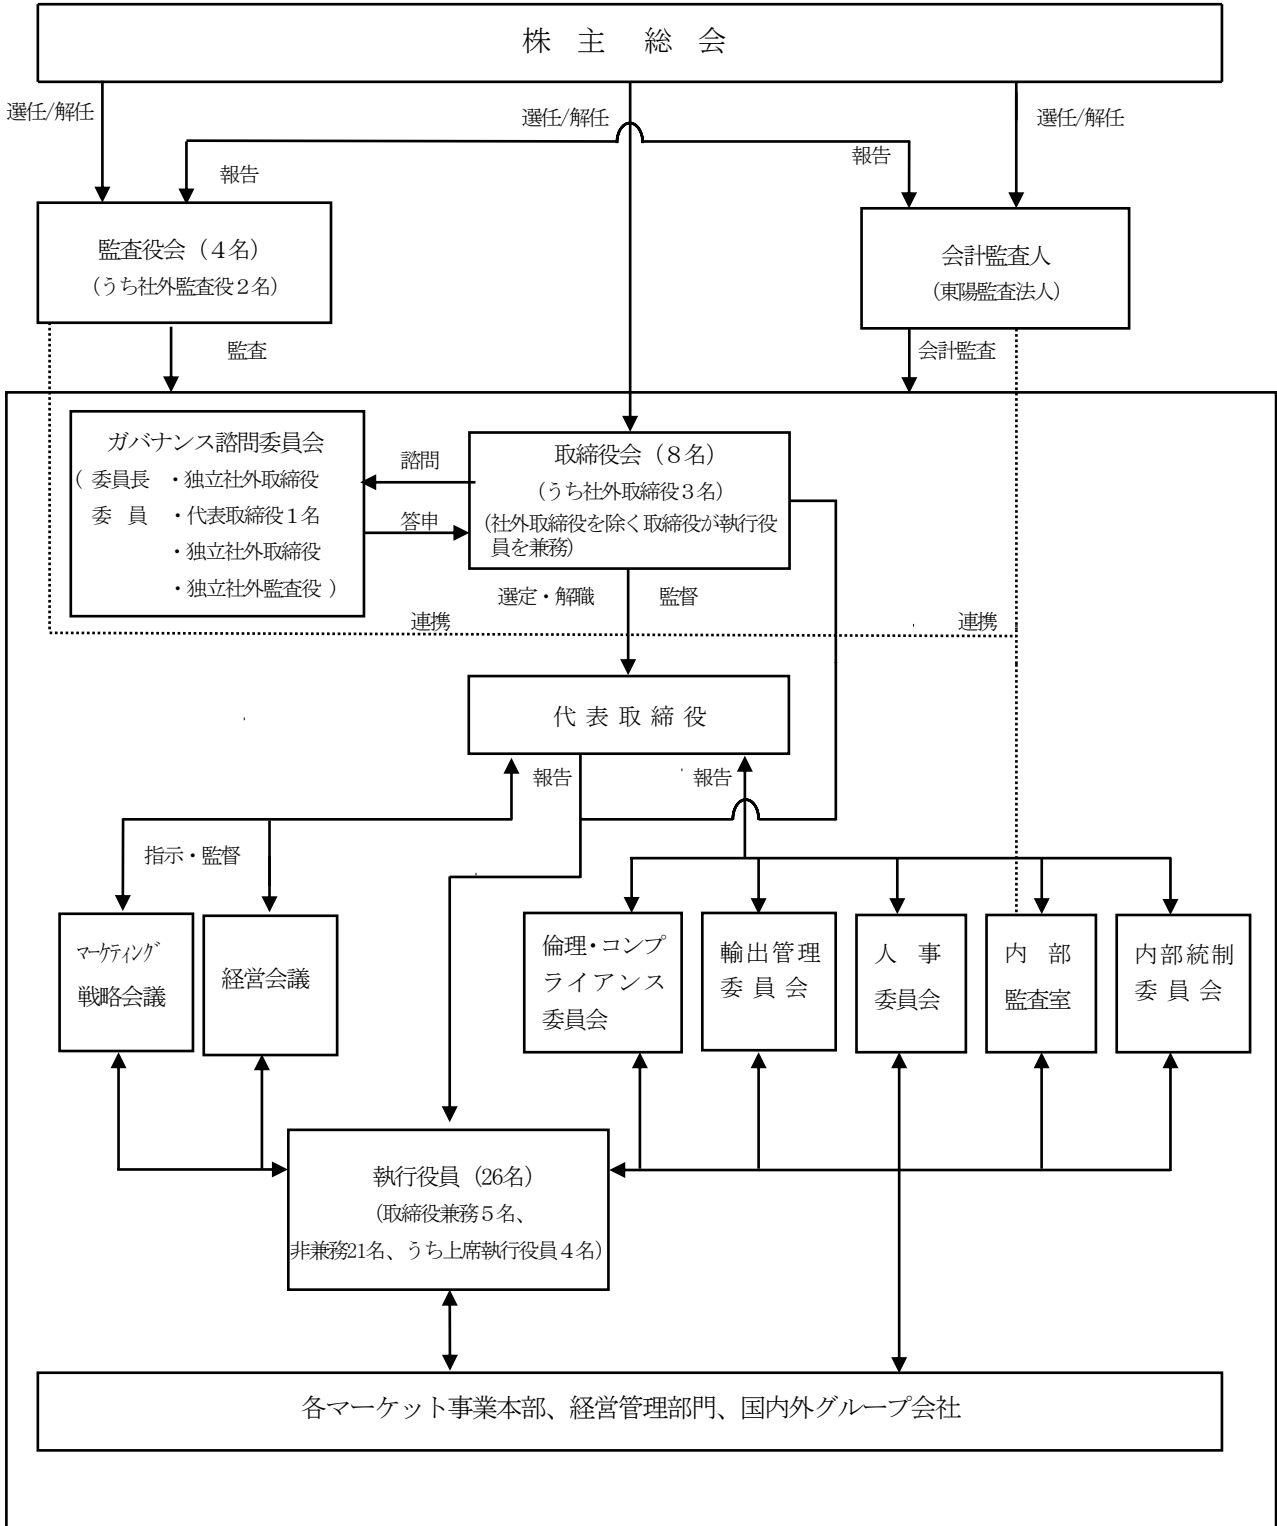 株 主 総 会
選任/解任
選任/解任
選任/解任
報告
報告
監査役会（４名）
（うち社外監査役２名）
会計監査人
（東陽監査法人）
監査
会計監査
ガバナンス諮問委員会
（ 委員長 ・独立社外取締役
委 員 ・代表取締役１名
・独立社外取締役
・独立社外監査役 ）
諮問
答申
取締役会（８名）
（うち社外取締役３名）
（社外取締役を除く取締役が執行役
員を兼務）
選定・解職
監督
連携
連携
代 表 取 締 役
報告
報告
指示・監督
ﾏｰｹﾃｨﾝｸﾞ
戦略会議
経営会議
倫理・コンプ
ライアンス
委員会
輸出管理
委 員 会
人 事
委員会
内 部
監査室
内部統制
委 員 会
執行役員（26名）
（取締役兼務５名、
非兼務21名、うち上席執行役員４名）
各マーケット事業本部、経営管理部門、国内外グループ会社